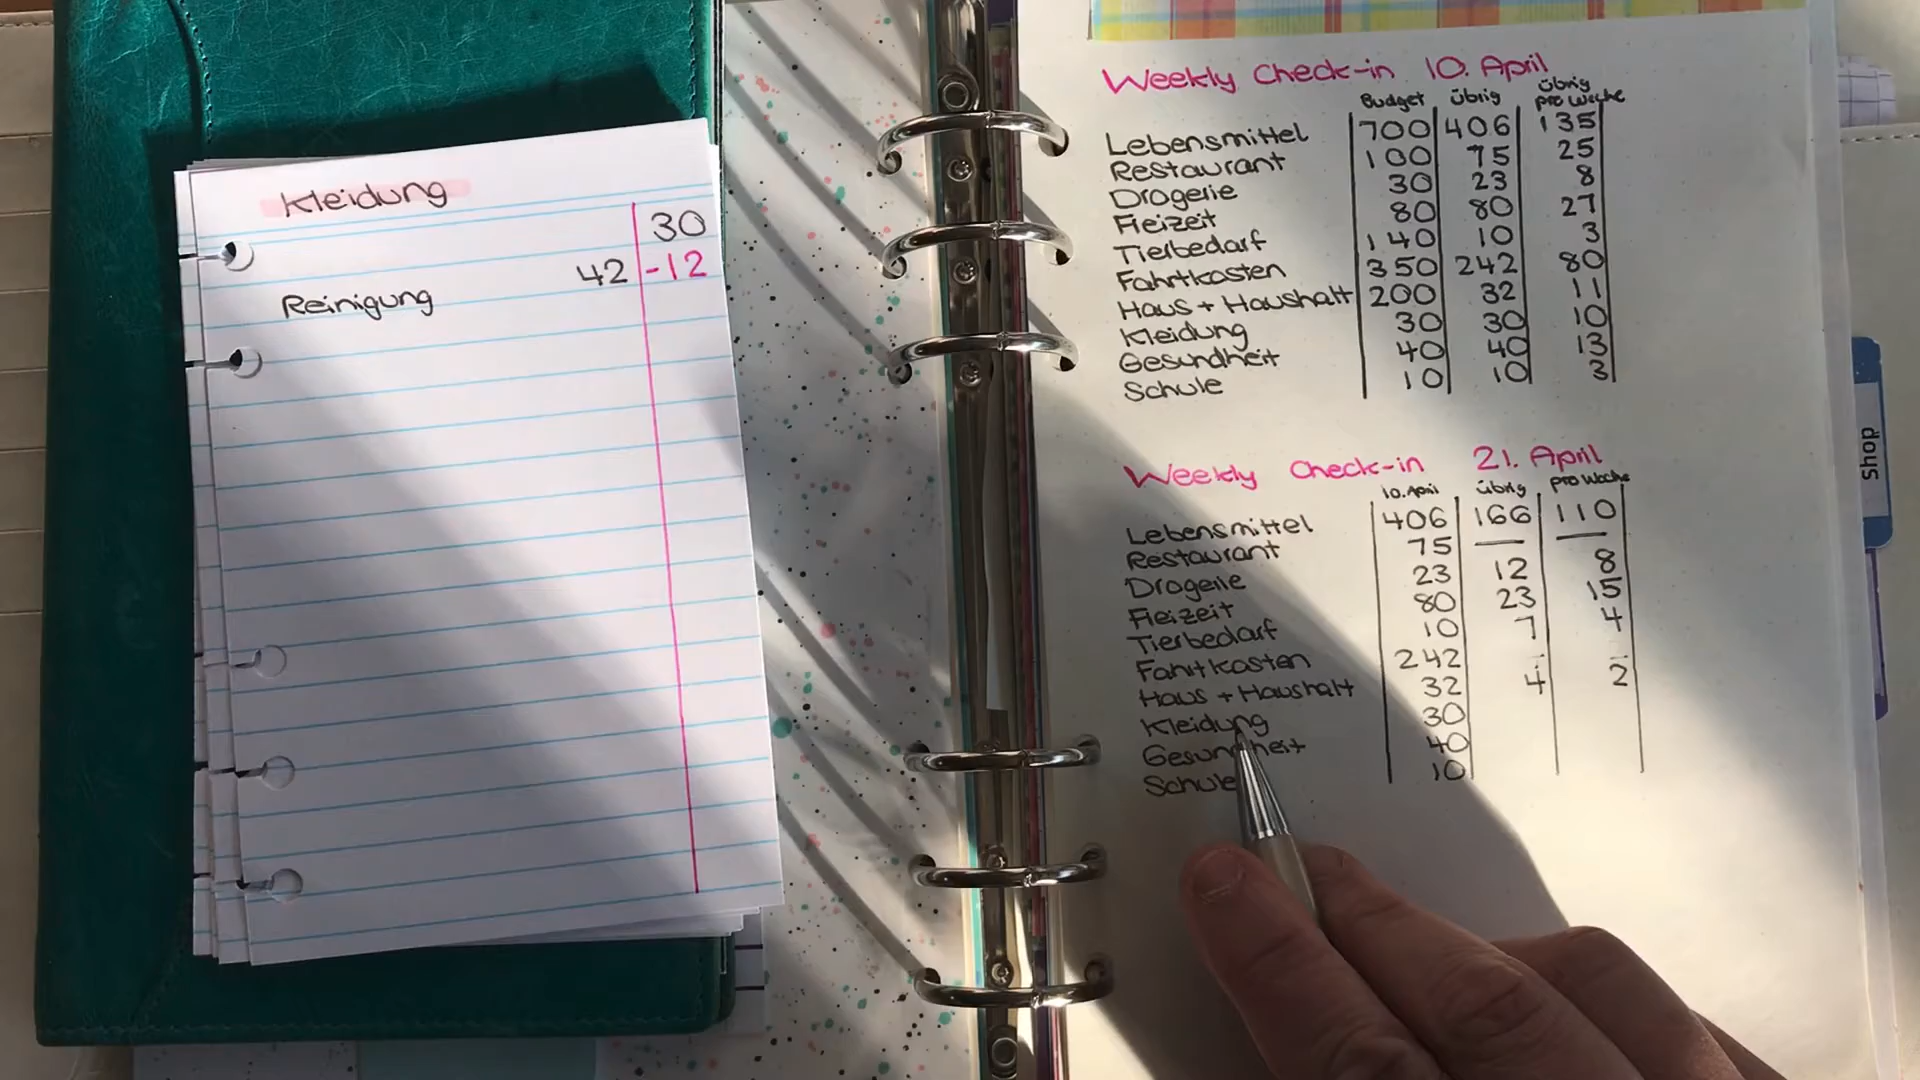 Kleidung
30
42 -12
Reinigung
Weekly Check-in 10. April
Budget übrig übrig pro Woche
Lebensmittel 700 406 135
Restaurant 100 75 25
Drogerie 30 23 8
Freizeit 80 80 27
Tierbedarf 140 10 3
Fahrtkosten 350 242 80
Haus + Haushalt 200 32 11
Kleidung 30 30 10
Gesundheit 40 40 13
Schule 10 10 3
Weekly Check-in 21. April
10. April übrig pro Woche
Lebensmittel 406 166 110
Restaurant 75 — —
Drogerie 23 12 8
Freizeit 80 23 15
Tierbedarf 10 7 4
Fahrtkosten 242 - -
Haus + Haushalt 32 4 2
Kleidung 30
Gesundheit 40
Schule 10
shop